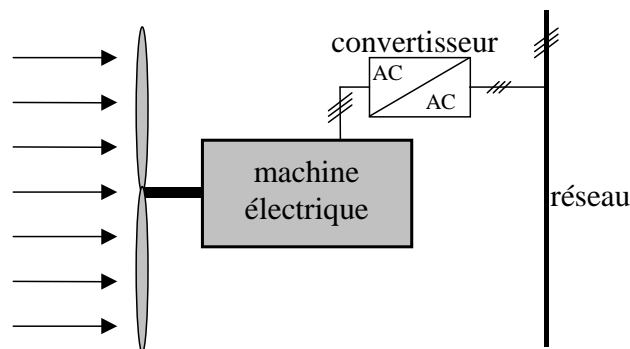 convertisseur
AC
AC
machine
électrique
réseau